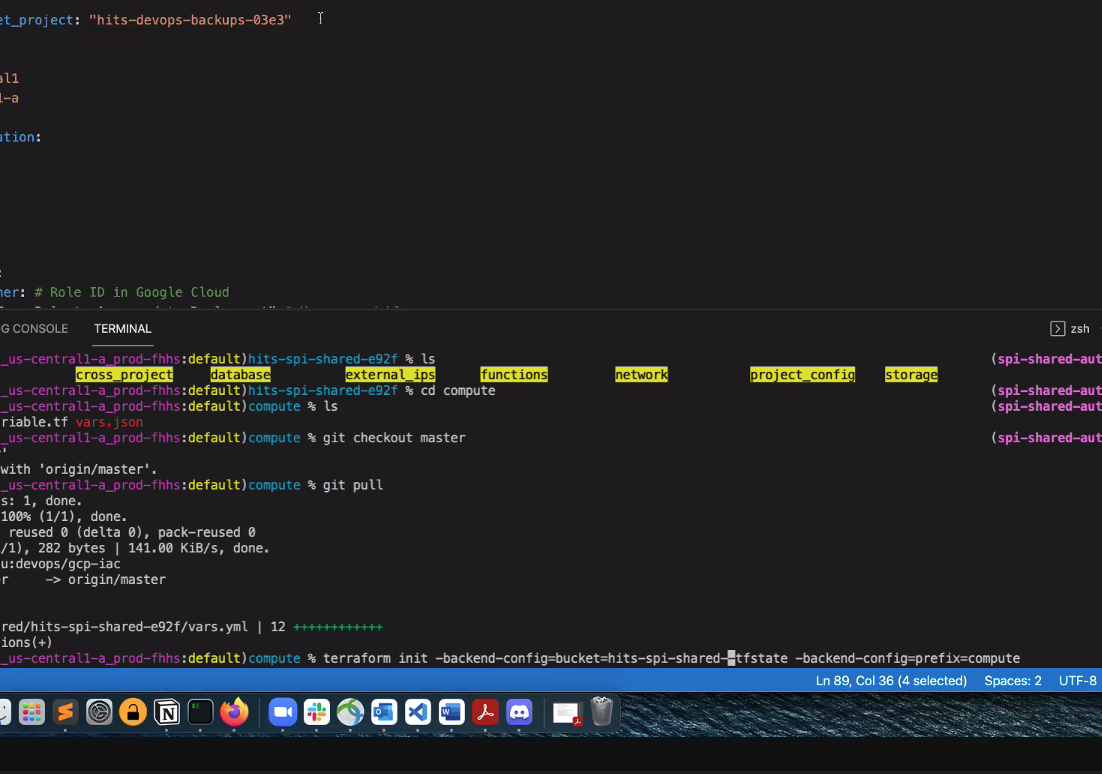 et_project: "hits-devops-backups-03e3"
al1
l-a
ation:
:
ner: # Role ID in Google Cloud
G CONSOLE TERMINAL zsh
_us-central1-a_prod-fhhs:default)hits-spi-shared-e92f % ls (spi-shared-aut
cross_project database external_ips functions network project_config storage
_us-central1-a_prod-fhhs:default)hits-spi-shared-e92f % cd compute (spi-shared-aut
_us-central1-a_prod-fhhs:default)compute % ls (spi-shared-aut
riable.tf vars.json
_us-central1-a_prod-fhhs:default)compute % git checkout master (spi-shared-aut
'
with 'origin/master'.
_us-central1-a_prod-fhhs:default)compute % git pull
s: 1, done.
100% (1/1), done.
reused 0 (delta 0), pack-reused 0
/1), 282 bytes | 141.00 KiB/s, done.
u:devops/gcp-iac
r -> origin/master
red/hits-spi-shared-e92f/vars.yml | 12 ++++++++++++
ions(+)
_us-central1-a_prod-fhhs:default)compute % terraform init -backend-config=bucket=hits-spi-shared-tfstate -backend-config=prefix=compute
Ln 89, Col 36 (4 selected) Spaces: 2 UTF-8